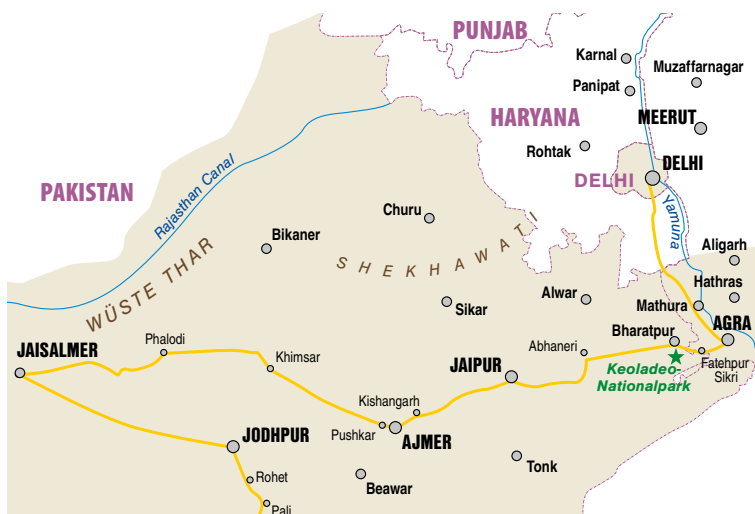 PUNJAB
Karnal
Muzaffarnagar
Panipat
HARYANA
MEERUT
Rohtak
DELHI
DELHI
PAKISTAN
Rajasthan Canal
Yamuna
Churu
Bikaner
SHEKHAWATI
Aligarh
WÜSTE THAR
Hathras
Sikar
Alwar
Mathura
AGRA
Bharatpur
Phalodi
Abhaneri
JAISALMER
Khimsar
JAIPUR
Keoladeo-
Nationalpark
Fatehpur
Sikri
Kishangarh
Pushkar
AJMER
JODHPUR
Tonk
Rohet
Beawar
Pali